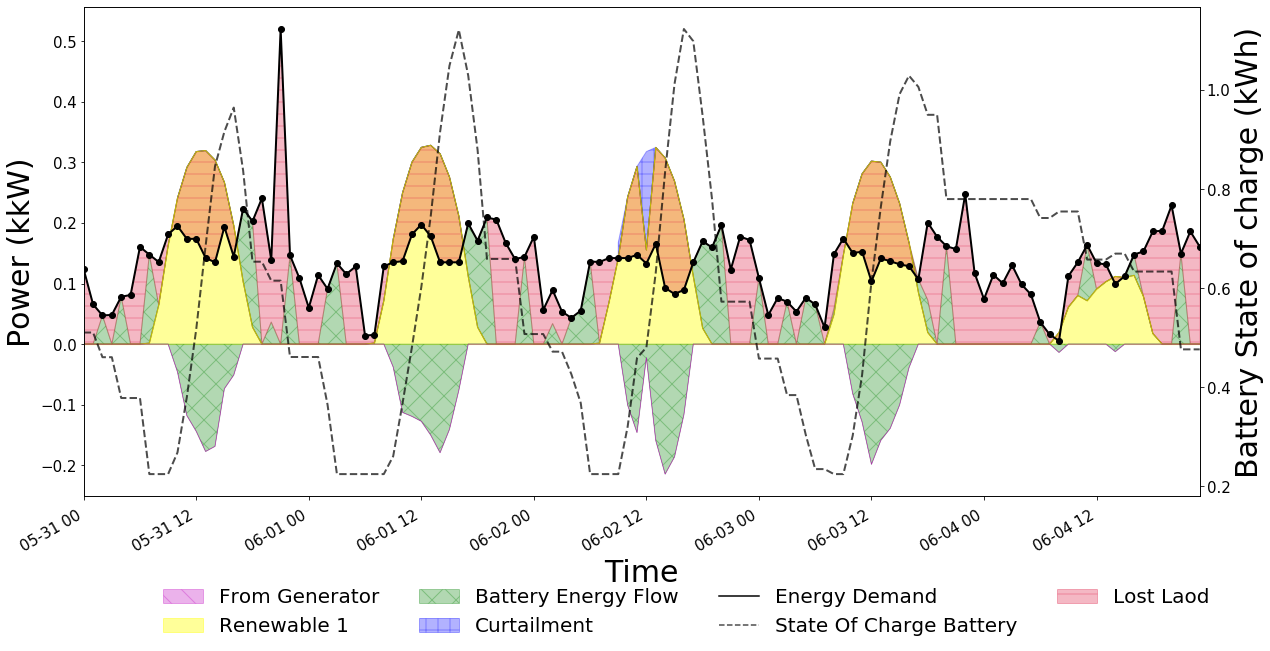 Power (kkW)
0.5
0.4
0.3
0.2
0.1
0.0
−0.1
−0.2
Battery State of charge (kWh)
1.0
0.8
0.6
0.4
0.2
05-31 00
05-31 12
06-01 00
06-01 12
06-02 00
06-02 12
06-03 00
06-03 12
06-04 00
06-04 12
Time
From Generator
Battery Energy Flow
Energy Demand
Lost Laod
Renewable 1
Curtailment
State Of Charge Battery